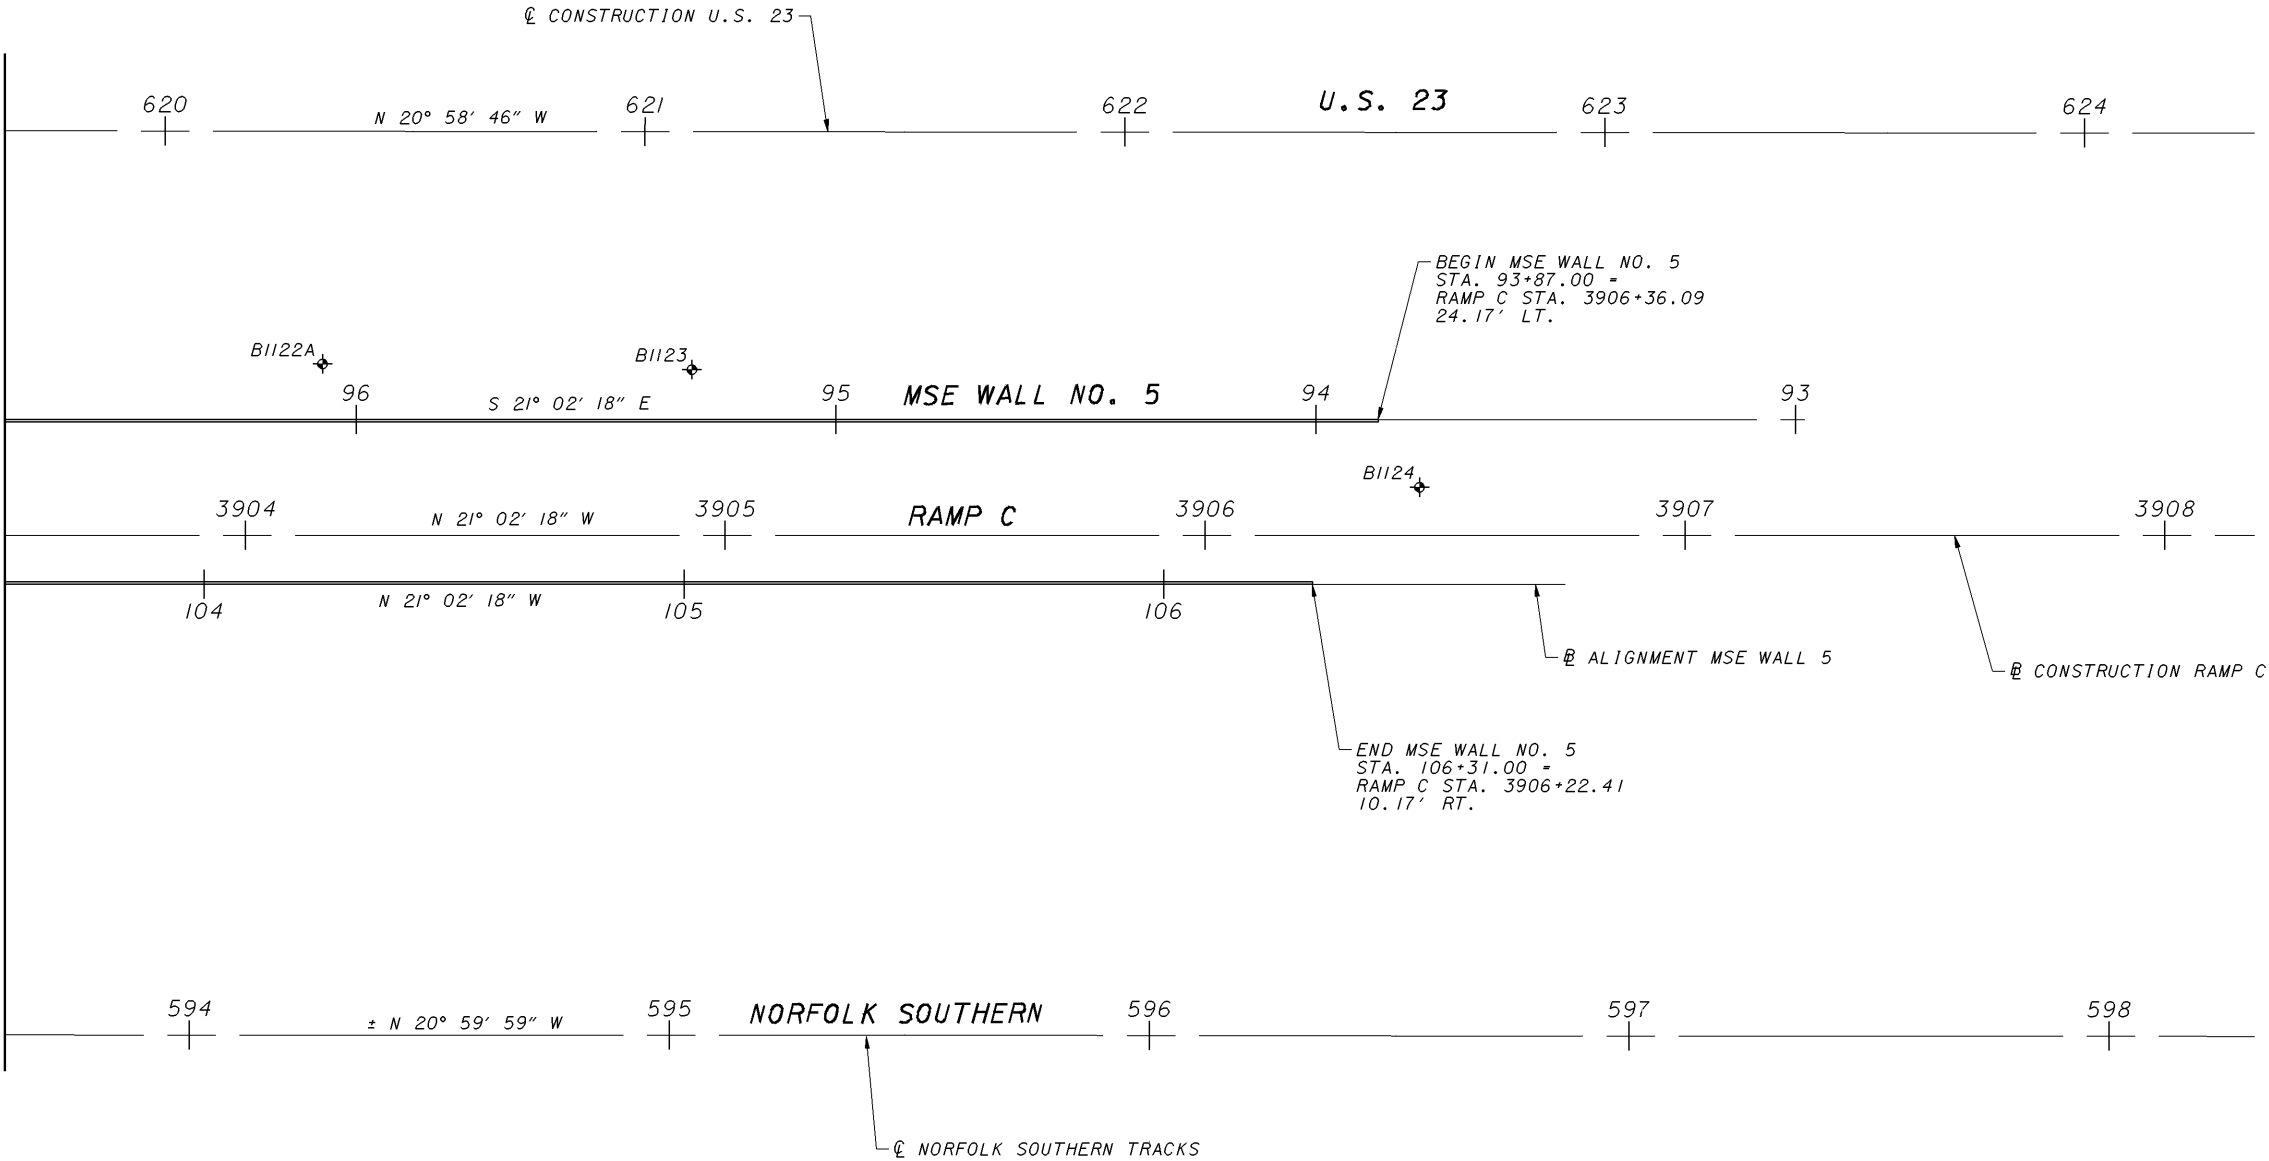 ℄ CONSTRUCTION U.S. 23
U.S. 23
620
N 20° 58' 46" W
621
622
623
624
BEGIN MSE WALL NO. 5
STA. 93+87.00 =
RAMP C STA. 3906+36.09
24.17' LT.
B1122A
B1123
96
S 21° 02' 18" E
95
MSE WALL NO. 5
94
93
B1124
3904
N 21° 02' 18" W
3905
RAMP C
3906
3907
3908
104
N 21° 02' 18" W
105
106
BL ALIGNMENT MSE WALL 5
BL CONSTRUCTION RAMP C
END MSE WALL NO. 5
STA. 106+31.00 =
RAMP C STA. 3906+22.41
10.17' RT.
594
± N 20° 59' 59" W
595
NORFOLK SOUTHERN
596
597
598
℄ NORFOLK SOUTHERN TRACKS